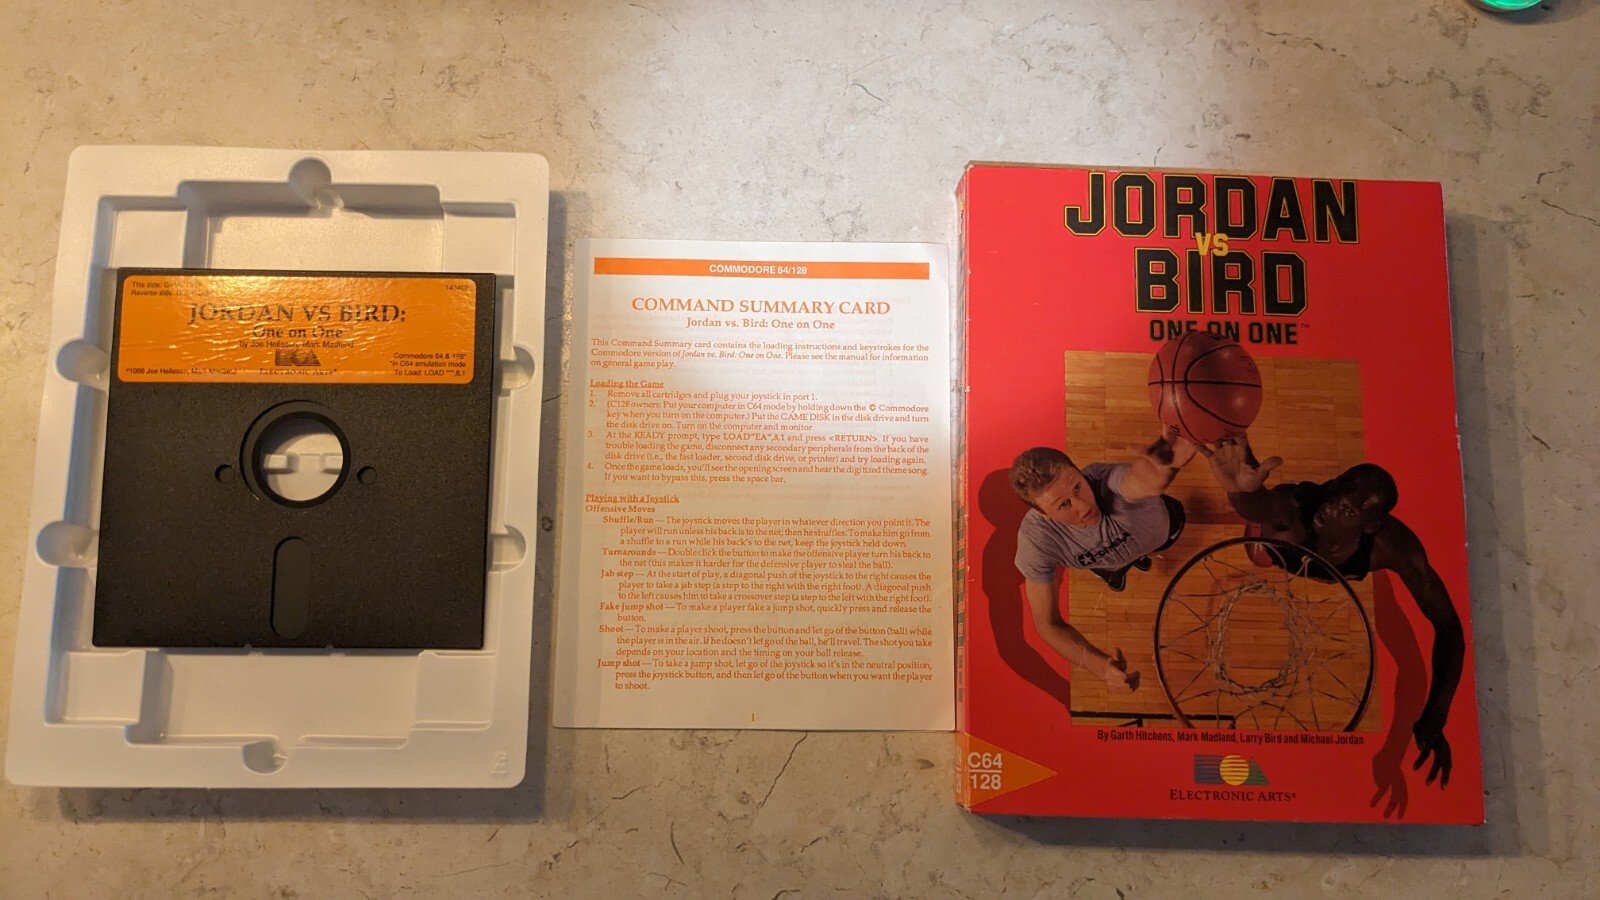 This side: GAME
Reverse side:
JORDAN VS BIRD:
One on One
by Joe Hellesen, Mark Madland
EA
ELECTRONIC ARTS®
©1988 Joe Hellesen, Mark Madland
Commodore 64 & 128*
*in C64 emulation mode
To Load: LOAD "*",8,1
COMMODORE 64/128
COMMAND SUMMARY CARD
Jordan vs. Bird: One on One
This Command Summary card contains the loading instructions and keystrokes for the
Commodore version of Jordan vs. Bird: One on One. Please see the manual for information
on general game play.
Loading the Game
1. Remove all cartridges and plug your joystick in port 1.
2. (C128 owners: Put your computer in C64 mode by holding down the C Commodore
key when you turn on the computer.) Put the GAME DISK in the disk drive and turn
the disk drive on. Turn on the computer and monitor.
3. At the READY prompt, type LOAD"EA",8,1 and press <RETURN>. If you have
trouble loading the game, disconnect any secondary peripherals from the back of the
disk drive (i.e., the fast loader, second disk drive, or printer) and try loading again.
4. Once the game loads, you'll see the opening screen and hear the digitized theme song.
If you want to bypass this, press the space bar.
Playing with a Joystick
Offensive Moves
Shuffle/Run — The joystick moves the player in whatever direction you point it. The
player will run unless his back is to the net; then he shuffles. To make him go from
a shuffle to a run while his back's to the net, keep the joystick held down.
Turnarounds — Double click the button to make the offensive player turn his back to
the net (this makes it harder for the defensive player to steal the ball).
Jab step — At the start of play, a diagonal push of the joystick to the right causes the
player to take a jab step (a step to the right with the right foot). A diagonal push
to the left causes him to take a crossover step (a step to the left with the right foot).
Fake jump shot — To make a player fake a jump shot, quickly press and release the
button.
Shoot — To make a player shoot, press the button and let go of the button (ball) while
the player is in the air. If he doesn't let go of the ball, he'll travel. The shot you take
depends on your location and the timing on your ball release.
Jump shot — To take a jump shot, let go of the joystick so it's in the neutral position,
press the joystick button, and then let go of the button when you want the player
to shoot.
1
JORDAN
VS
BIRD
ONE ON ONE™
By Garth Hitchens, Mark Madland, Larry Bird and Michael Jordan
C64
128
ELECTRONIC ARTS®